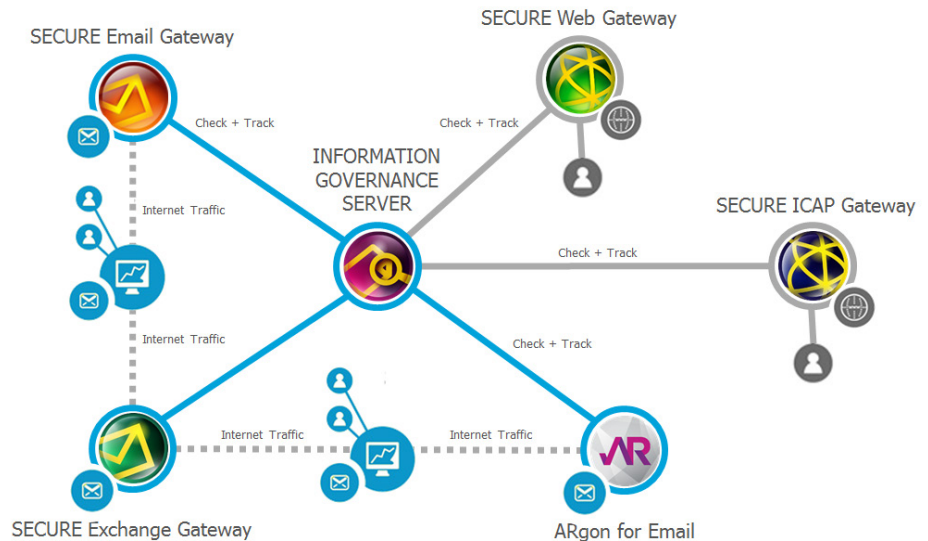 SECURE Web Gateway
SECURE Email Gateway
Check + Track
Check + Track
INFORMATION
GOVERNANCE
SERVER
Internet Traffic
SECURE ICAP Gateway
Check + Track
Internet Traffic
Check + Track
Internet Traffic
Internet Traffic
AR
SECURE Exchange Gateway
ARgon for Email